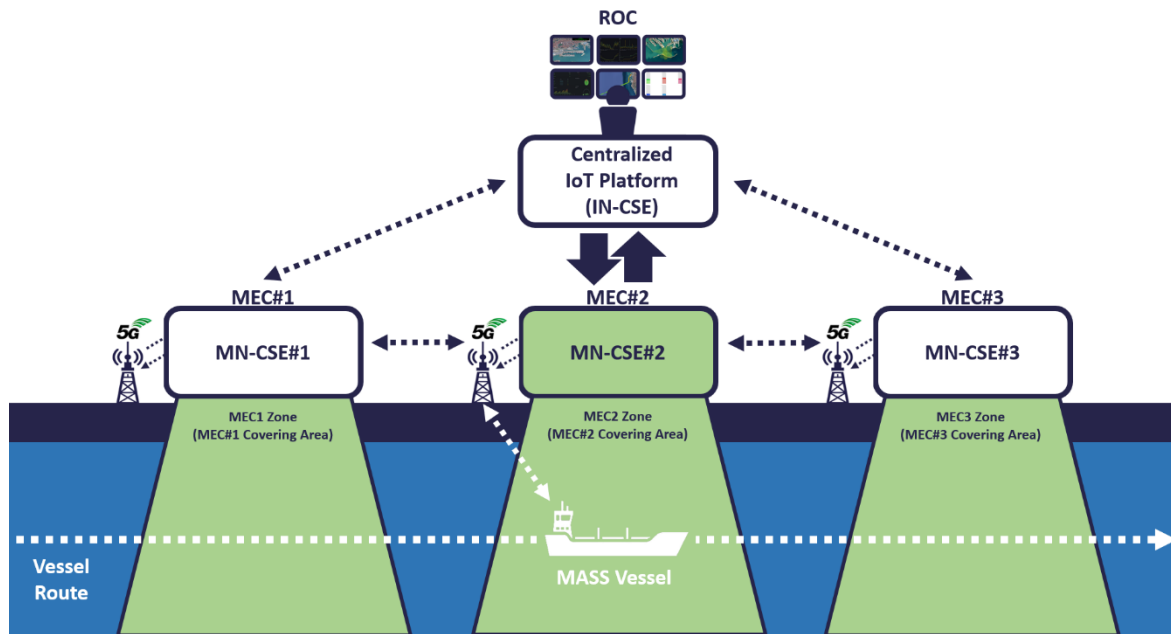 ROC
Centralized
IoT Platform
(IN-CSE)
MEC#1
MEC#2
MEC#3
5G
MN-CSE#1
5G
MN-CSE#2
5G
MN-CSE#3
MEC1 Zone
(MEC#1 Covering Area)
MEC2 Zone
(MEC#2 Covering Area)
MEC3 Zone
(MEC#3 Covering Area)
Vessel
Route
MASS Vessel